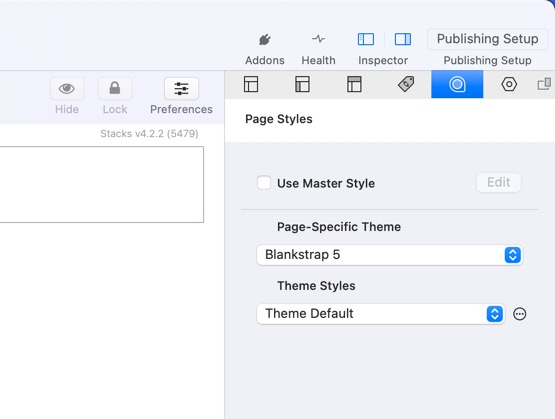 Publishing Setup
Addons Health Inspector Publishing Setup
Hide Lock Preferences
Stacks v4.2.2 (5479)
Page Styles
Use Master Style Edit
Page-Specific Theme
Blankstrap 5
Theme Styles
Theme Default